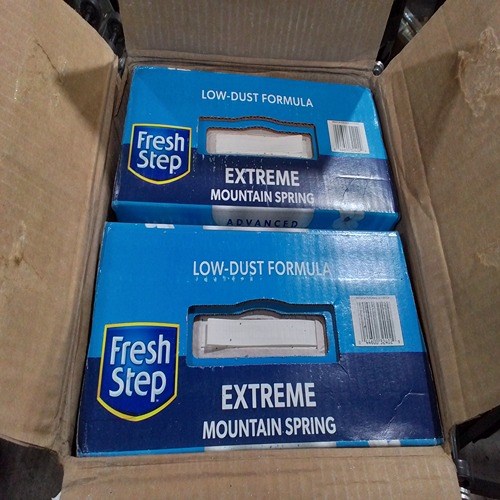 LOW-DUST FORMULA
Fresh
Step
EXTREME
MOUNTAIN SPRING
ADVANCED
LOW-DUST FORMULA
Fresh
Step
EXTREME
MOUNTAIN SPRING